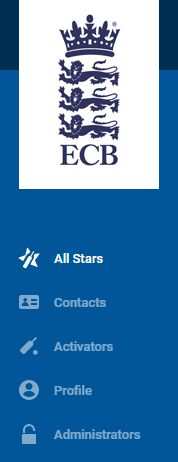 ECB
All Stars
Contacts
Activators
Profile
Administrators